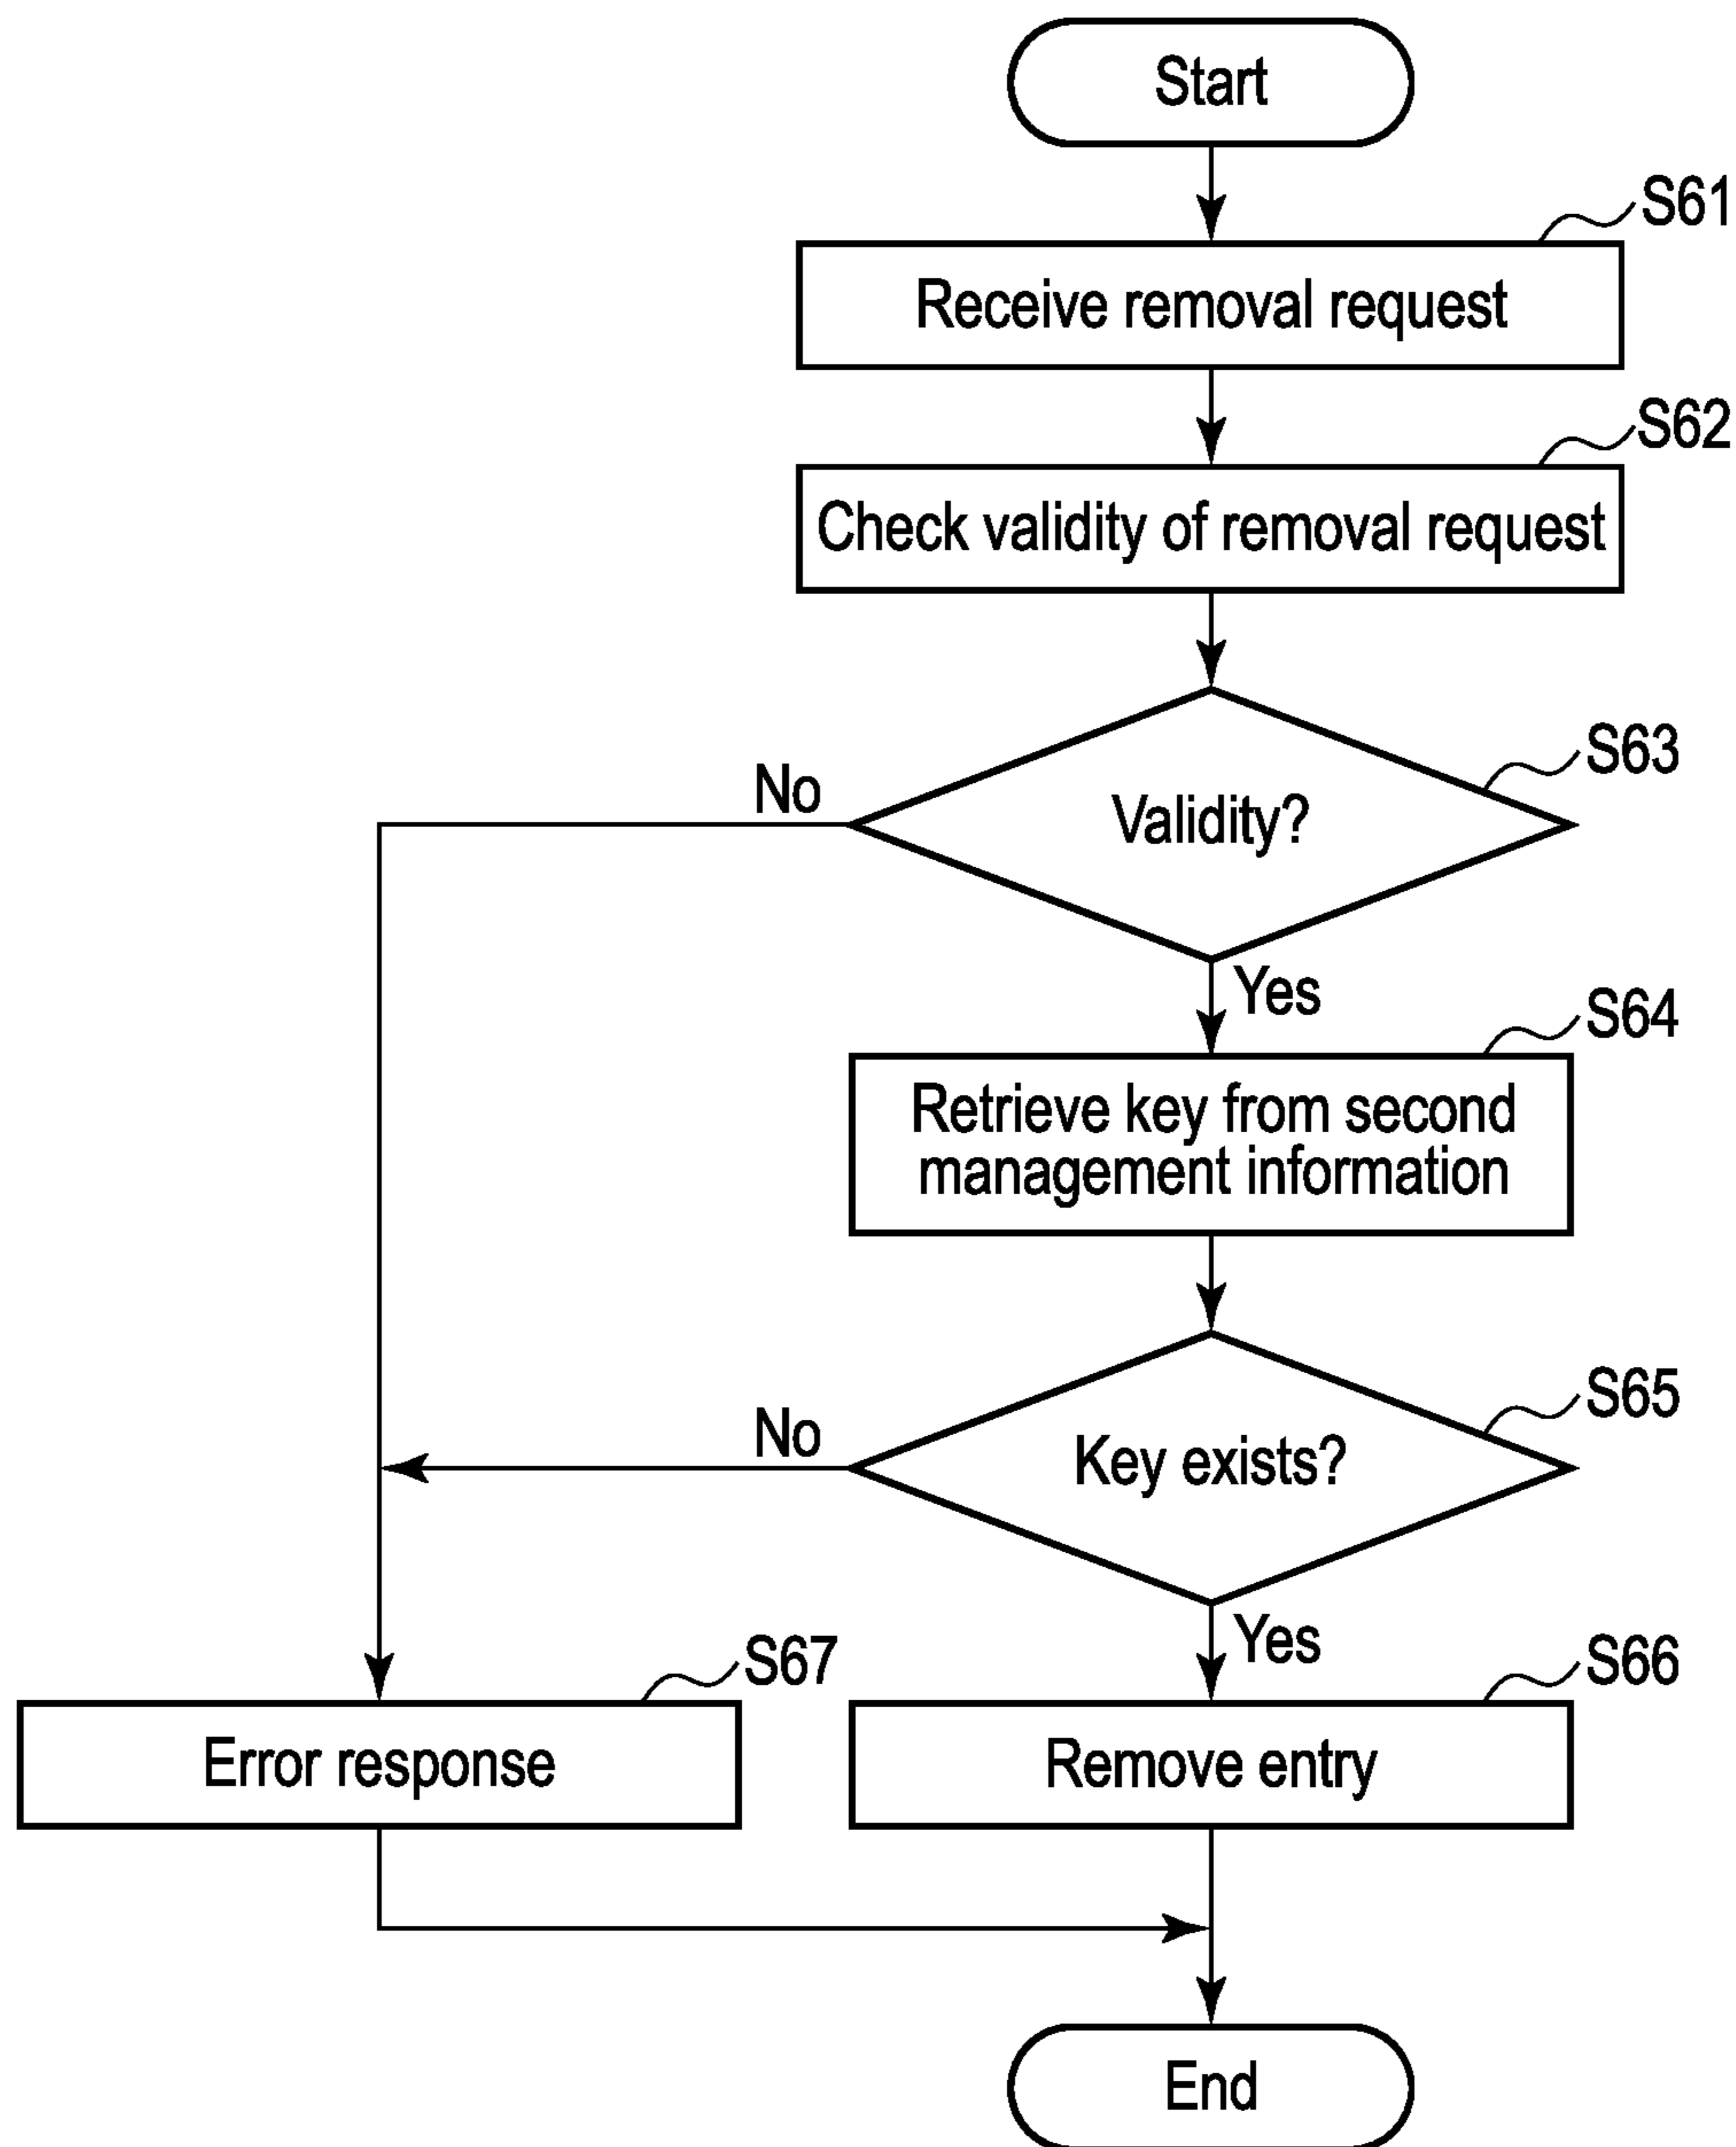 Start
S61
Receive removal request
S62
Check validity of removal request
S63
No
Validity?
Yes
S64
Retrieve key from second
management information
S65
No
Key exists?
Yes
S67
S66
Error response
Remove entry
End